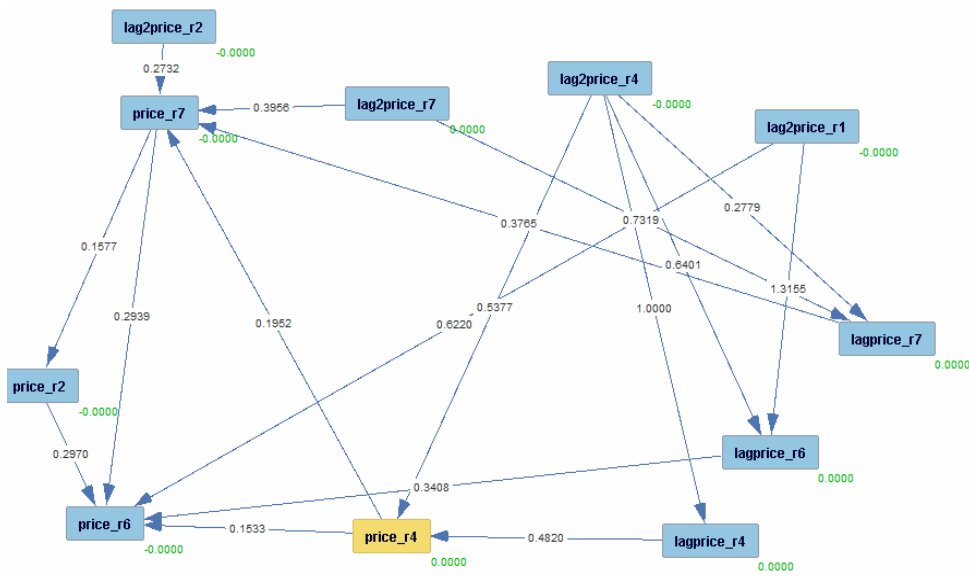 lag2price_r2
-0.0000
0.2732
lag2price_r4
-0.0000
price_r7
-0.0000
0.3956
lag2price_r7
0.0000
lag2price_r1
-0.0000
0.2779
0.7319
0.3765
0.1577
0.6401
1.3155
0.2939
0.5377
1.0000
0.1952
0.6220
lagprice_r7
0.0000
price_r2
-0.0000
0.2970
lagprice_r6
0.0000
0.3408
price_r6
-0.0000
0.1533
price_r4
0.0000
0.4820
lagprice_r4
0.0000